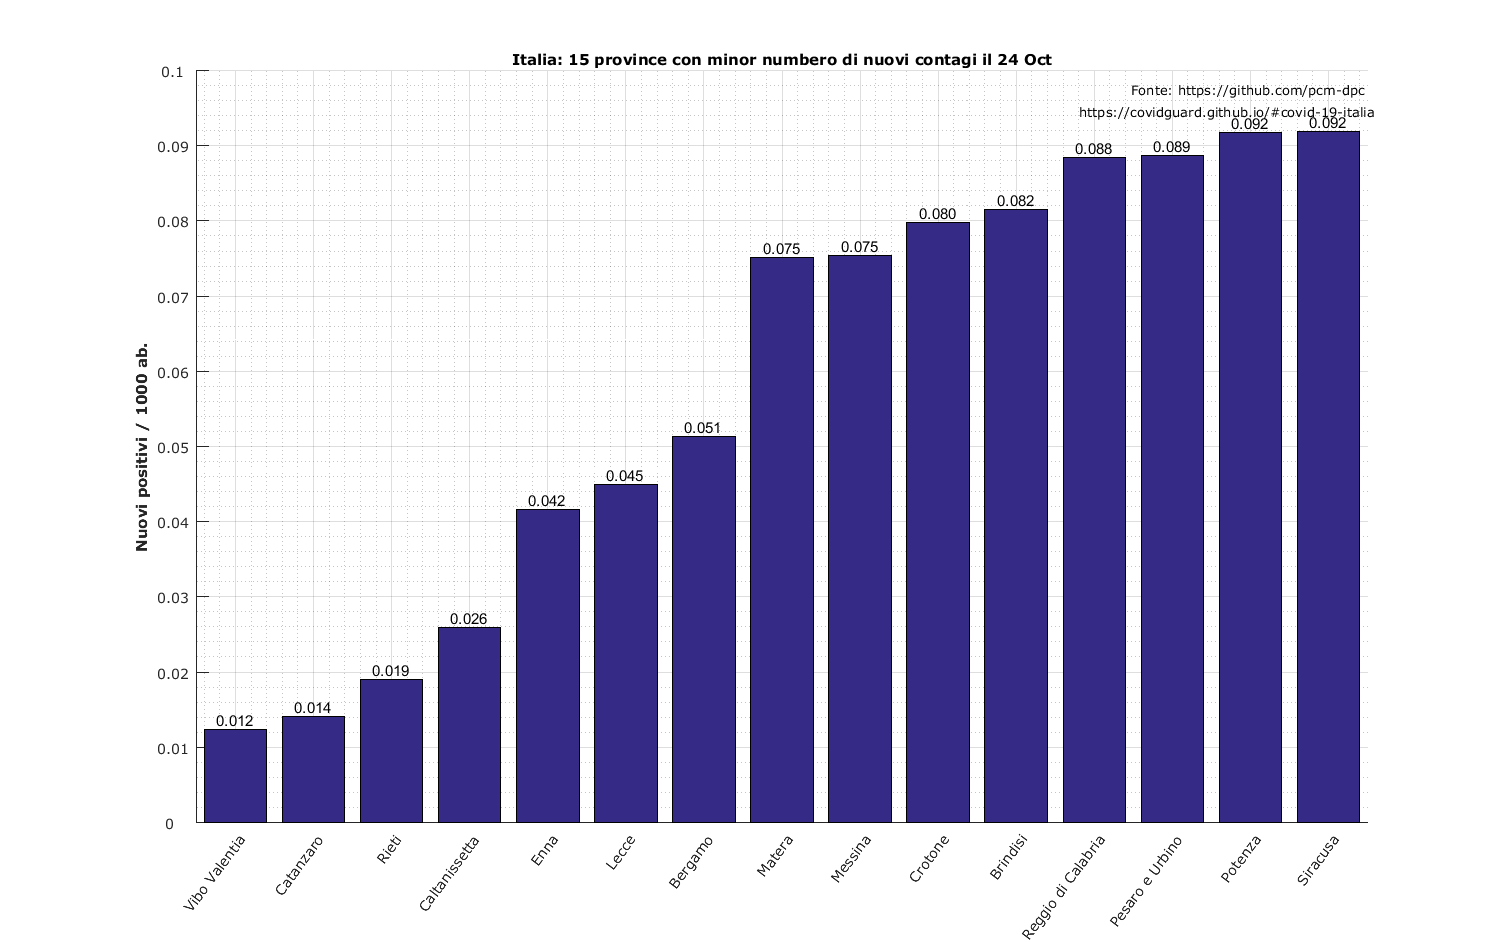 Italia: 15 province con minor numbero di nuovi contagi il 24 Oct
Fonte: https://github.com/pcm-dpc
https://covidguard.github.io/#covid-19-italia
Nuovi positivi / 1000 ab.
0.1
0.09
0.08
0.07
0.06
0.05
0.04
0.03
0.02
0.01
0
0.012
0.014
0.019
0.026
0.042
0.045
0.051
0.075
0.075
0.080
0.082
0.088
0.089
0.092
0.092
Vibo Valentia
Catanzaro
Rieti
Caltanissetta
Enna
Lecce
Bergamo
Matera
Messina
Crotone
Brindisi
Reggio di Calabria
Pesaro e Urbino
Potenza
Siracusa